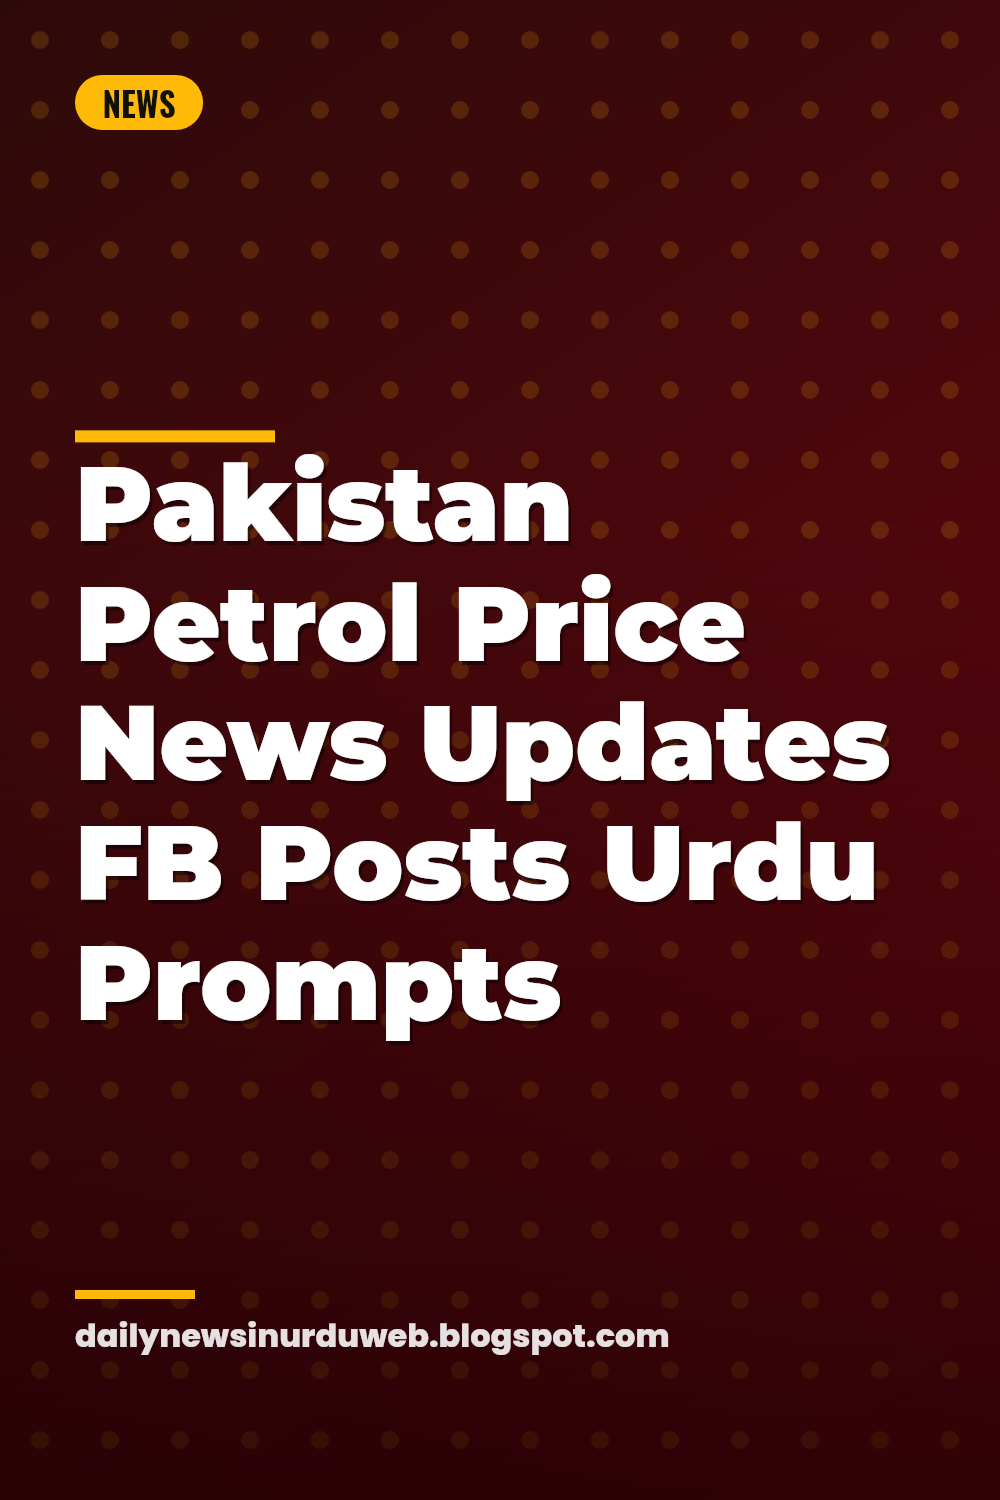 NEWS
Pakistan
Petrol Price
News Updates
FB Posts Urdu
Prompts
dailynewsinurduweb.blogspot.com